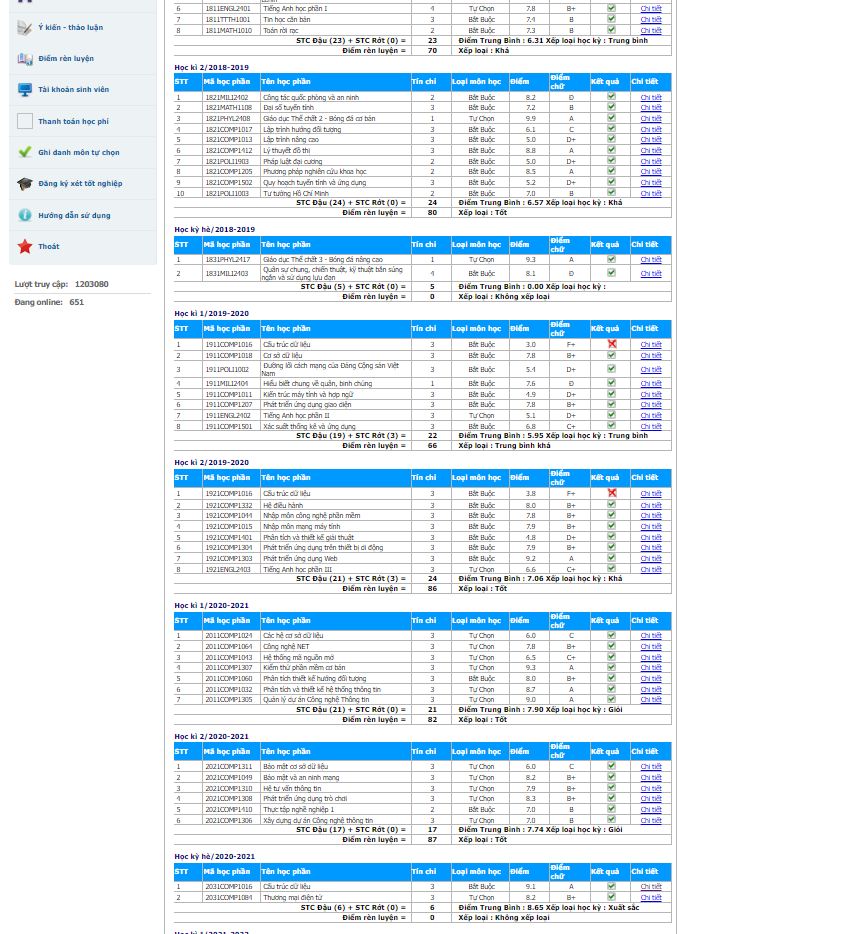 Ý kiến - thảo luận
Điểm rèn luyện
Tài khoản sinh viên
Thanh toán học phí
Ghi danh môn tự chọn
Đăng ký xét tốt nghiệp
Hướng dẫn sử dụng
Thoát
Lượt truy cập: 1203080
Đang online: 651
6 1811ENGL2401 Tiếng Anh học phần I 4 Tự Chọn 7.8 B+ Chi tiết
7 1811TTTH1001 Tin học căn bản 3 Bắt Buộc 7.4 B Chi tiết
8 1811MATH1010 Toán rời rạc 2 Bắt Buộc 7.3 B Chi tiết
STC Đậu (23) + STC Rớt (0) = 23 Điểm Trung Bình : 6.31 Xếp loại học kỳ : Trung bình
Điểm rèn luyện = 70 Xếp loại : Khá
Học kì 2/2018-2019
STT Mã học phần Tên học phần Tín chỉ Loại môn học Điểm Điểm chữ Kết quả Chi tiết
1 1821MILI2402 Công tác quốc phòng và an ninh 2 Bắt Buộc 8.2 Đ Chi tiết
2 1821MATH1108 Đại số tuyến tính 3 Bắt Buộc 7.2 B Chi tiết
3 1821PHYL2408 Giáo dục Thể chất 2 - Bóng đá cơ bản 1 Tự Chọn 9.9 A Chi tiết
4 1821COMP1017 Lập trình hướng đối tượng 3 Bắt Buộc 6.1 C Chi tiết
5 1821COMP1013 Lập trình nâng cao 3 Bắt Buộc 5.0 D+ Chi tiết
6 1821COMP1412 Lý thuyết đồ thị 3 Bắt Buộc 8.8 A Chi tiết
7 1821POLI1903 Pháp luật đại cương 2 Bắt Buộc 5.0 D+ Chi tiết
8 1821COMP1205 Phương pháp nghiên cứu khoa học 2 Bắt Buộc 8.5 A Chi tiết
9 1821COMP1502 Quy hoạch tuyến tính và ứng dụng 3 Bắt Buộc 5.2 D+ Chi tiết
10 1821POLI1003 Tư tưởng Hồ Chí Minh 2 Bắt Buộc 7.0 B Chi tiết
STC Đậu (24) + STC Rớt (0) = 24 Điểm Trung Bình : 6.57 Xếp loại học kỳ : Khá
Điểm rèn luyện = 80 Xếp loại : Tốt
Học kỳ hè/2018-2019
STT Mã học phần Tên học phần Tín chỉ Loại môn học Điểm Điểm chữ Kết quả Chi tiết
1 1831PHYL2417 Giáo dục Thể chất 3 - Bóng đá nâng cao 1 Tự Chọn 9.3 A Chi tiết
2 1831MILI2403 Quân sự chung, chiến thuật, kỹ thuật bắn súng ngắn và sử dụng lựu đạn 4 Bắt Buộc 8.1 Đ Chi tiết
STC Đậu (5) + STC Rớt (0) = 5 Điểm Trung Bình : 0.00 Xếp loại học kỳ :
Điểm rèn luyện = 0 Xếp loại : Không xếp loại
Học kì 1/2019-2020
STT Mã học phần Tên học phần Tín chỉ Loại môn học Điểm Điểm chữ Kết quả Chi tiết
1 1911COMP1016 Cấu trúc dữ liệu 3 Bắt Buộc 3.0 F+ Chi tiết
2 1911COMP1018 Cơ sở dữ liệu 3 Bắt Buộc 7.8 B+ Chi tiết
3 1911POLI1002 Đường lối cách mạng của Đảng Cộng sản Việt Nam 3 Bắt Buộc 5.4 D+ Chi tiết
4 1911MILI2404 Hiểu biết chung về quân, binh chủng 1 Bắt Buộc 7.6 Đ Chi tiết
5 1911COMP1011 Kiến trúc máy tính và hợp ngữ 3 Bắt Buộc 4.9 D+ Chi tiết
6 1911COMP1207 Phát triển ứng dụng giao diện 3 Bắt Buộc 7.8 B+ Chi tiết
7 1911ENGL2402 Tiếng Anh học phần II 3 Tự Chọn 5.1 D+ Chi tiết
8 1911COMP1501 Xác suất thống kê và ứng dụng 3 Bắt Buộc 6.8 C+ Chi tiết
STC Đậu (19) + STC Rớt (3) = 22 Điểm Trung Bình : 5.95 Xếp loại học kỳ : Trung bình
Điểm rèn luyện = 66 Xếp loại : Trung bình khá
Học kì 2/2019-2020
STT Mã học phần Tên học phần Tín chỉ Loại môn học Điểm Điểm chữ Kết quả Chi tiết
1 1921COMP1016 Cấu trúc dữ liệu 3 Bắt Buộc 3.8 F+ Chi tiết
2 1921COMP1332 Hệ điều hành 3 Bắt Buộc 8.0 B+ Chi tiết
3 1921COMP1044 Nhập môn công nghệ phần mềm 3 Bắt Buộc 7.8 B+ Chi tiết
4 1921COMP1015 Nhập môn mạng máy tính 3 Bắt Buộc 7.9 B+ Chi tiết
5 1921COMP1401 Phân tích và thiết kế giải thuật 3 Bắt Buộc 4.8 D+ Chi tiết
6 1921COMP1304 Phát triển ứng dụng trên thiết bị di động 3 Bắt Buộc 7.9 B+ Chi tiết
7 1921COMP1303 Phát triển ứng dụng Web 3 Bắt Buộc 9.2 A Chi tiết
8 1921ENGL2403 Tiếng Anh học phần III 3 Tự Chọn 6.6 C+ Chi tiết
STC Đậu (21) + STC Rớt (3) = 24 Điểm Trung Bình : 7.06 Xếp loại học kỳ : Khá
Điểm rèn luyện = 86 Xếp loại : Tốt
Học kì 1/2020-2021
STT Mã học phần Tên học phần Tín chỉ Loại môn học Điểm Điểm chữ Kết quả Chi tiết
1 2011COMP1024 Các hệ cơ sở dữ liệu 3 Tự Chọn 6.0 C Chi tiết
2 2011COMP1064 Công nghệ NET 3 Tự Chọn 7.8 B+ Chi tiết
3 2011COMP1043 Hệ thống mã nguồn mở 3 Tự Chọn 6.5 C+ Chi tiết
4 2011COMP1307 Kiểm thử phần mềm cơ bản 3 Tự Chọn 9.3 A Chi tiết
5 2011COMP1060 Phân tích thiết kế hướng đối tượng 3 Bắt Buộc 8.0 B+ Chi tiết
6 2011COMP1032 Phân tích và thiết kế hệ thống thông tin 3 Tự Chọn 8.7 A Chi tiết
7 2011COMP1305 Quản lý dự án Công nghệ Thông tin 3 Tự Chọn 9.0 A Chi tiết
STC Đậu (21) + STC Rớt (0) = 21 Điểm Trung Bình : 7.90 Xếp loại học kỳ : Giỏi
Điểm rèn luyện = 82 Xếp loại : Tốt
Học kì 2/2020-2021
STT Mã học phần Tên học phần Tín chỉ Loại môn học Điểm Điểm chữ Kết quả Chi tiết
1 2021COMP1311 Bảo mật cơ sở dữ liệu 3 Tự Chọn 6.0 C Chi tiết
2 2021COMP1049 Bảo mật và an ninh mạng 3 Tự Chọn 8.2 B+ Chi tiết
3 2021COMP1310 Hệ tư vấn thông tin 3 Tự Chọn 7.9 B+ Chi tiết
4 2021COMP1308 Phát triển ứng dụng trò chơi 3 Tự Chọn 8.3 B+ Chi tiết
5 2021COMP1410 Thực tập nghề nghiệp 1 2 Bắt Buộc 7.0 B Chi tiết
6 2021COMP1306 Xây dựng dự án Công nghệ thông tin 3 Tự Chọn 7.0 B Chi tiết
STC Đậu (17) + STC Rớt (0) = 17 Điểm Trung Bình : 7.74 Xếp loại học kỳ : Giỏi
Điểm rèn luyện = 87 Xếp loại : Tốt
Học kỳ hè/2020-2021
STT Mã học phần Tên học phần Tín chỉ Loại môn học Điểm Điểm chữ Kết quả Chi tiết
1 2031COMP1016 Cấu trúc dữ liệu 3 Bắt Buộc 9.1 A Chi tiết
2 2031COMP1084 Thương mại điện tử 3 Tự Chọn 8.2 B+ Chi tiết
STC Đậu (6) + STC Rớt (0) = 6 Điểm Trung Bình : 8.65 Xếp loại học kỳ : Xuất sắc
Điểm rèn luyện = 0 Xếp loại : Không xếp loại